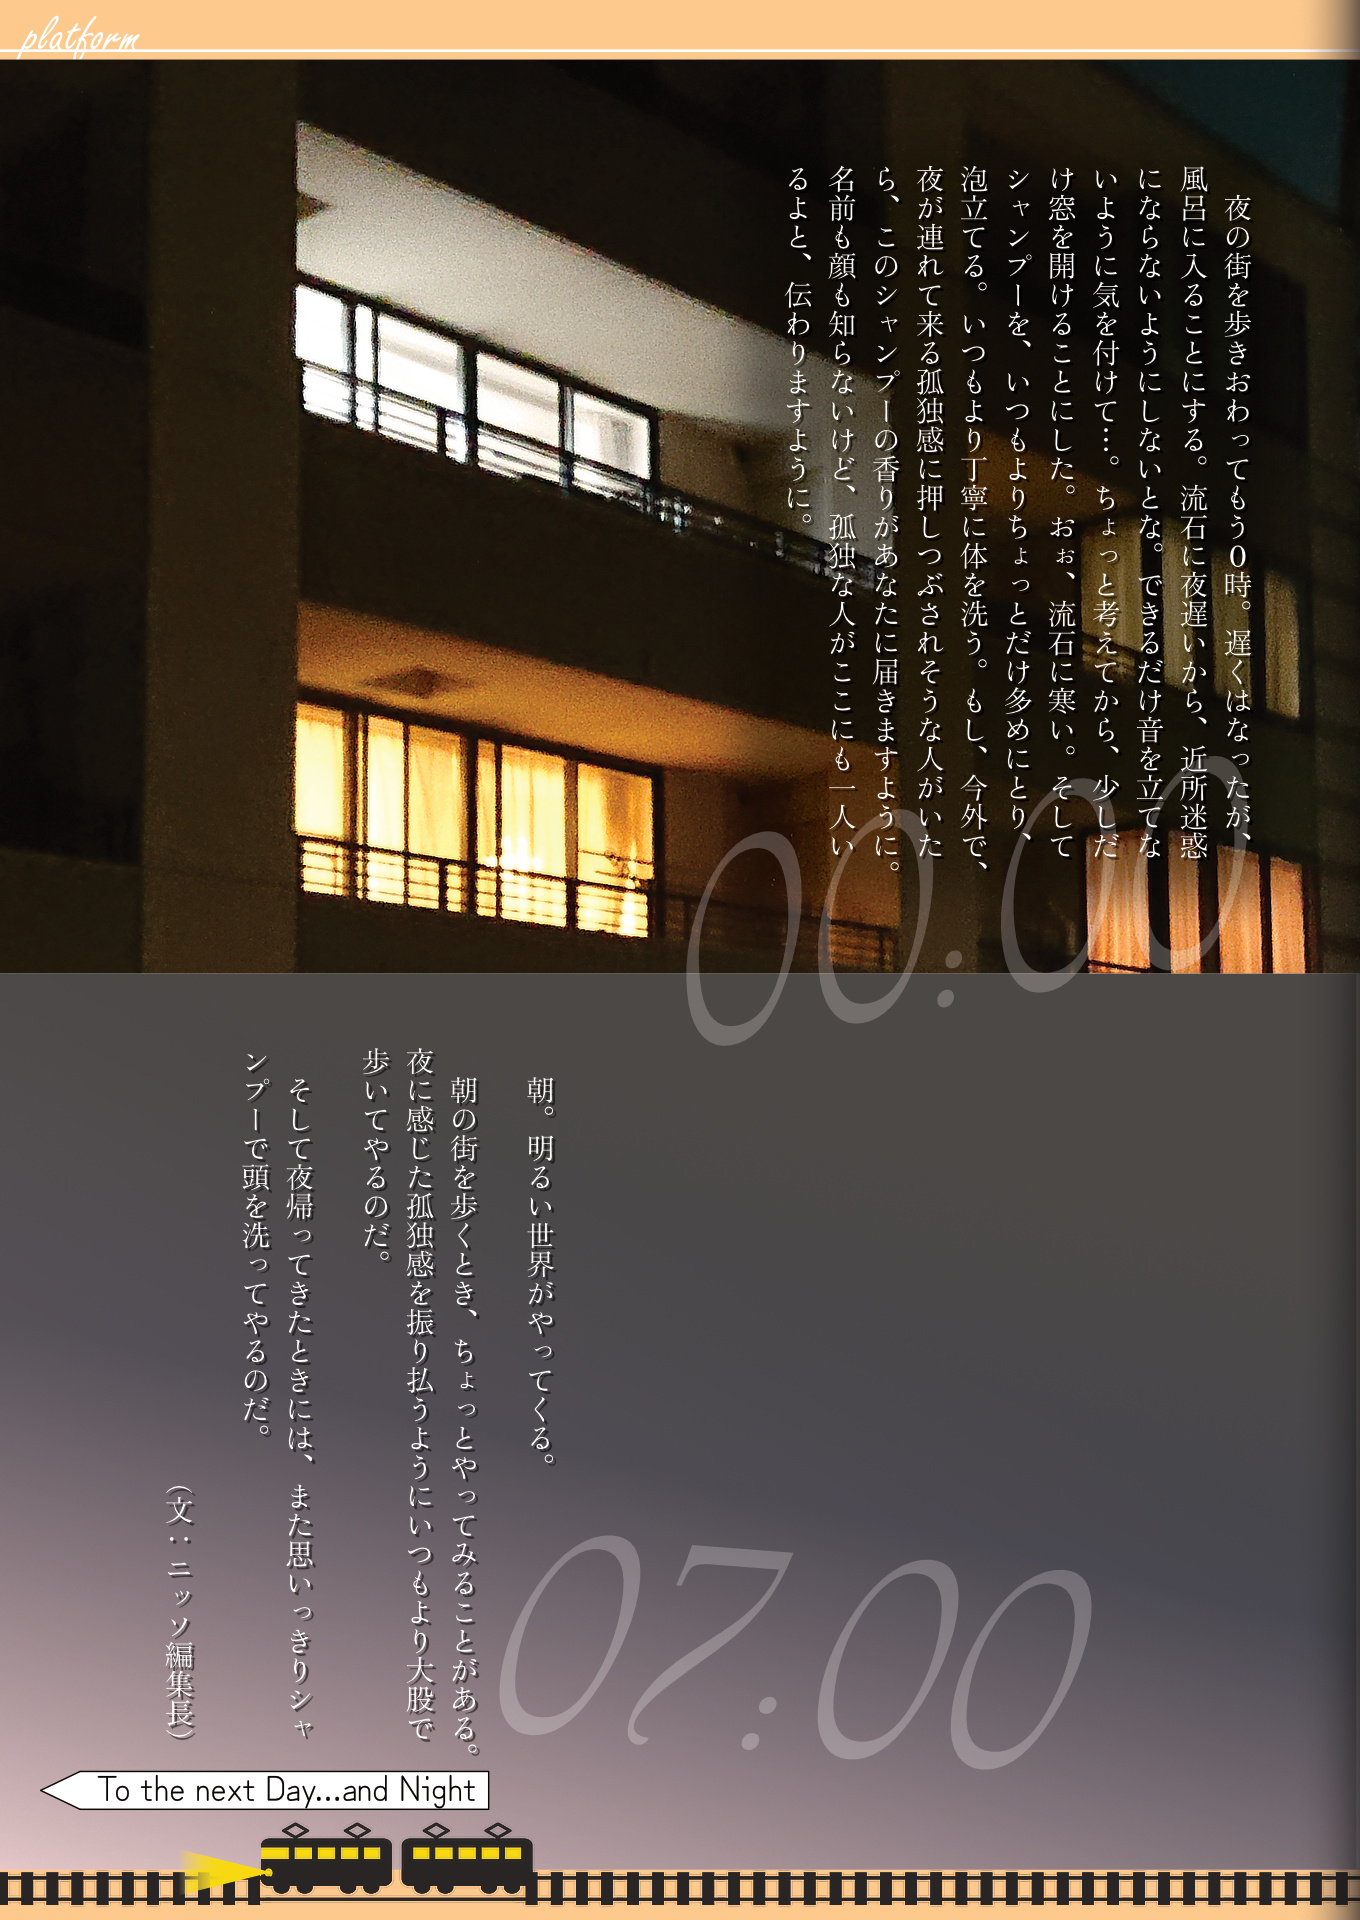 platform
　夜の街を歩きおわってもう０時。遅くはなったが、
風呂に入ることにする。流石に夜遅いから、近所迷惑
にならないようにしないとな。できるだけ音を立てな
いように気を付けて…。ちょっと考えてから、少しだ
け窓を開けることにした。おぉ、流石に寒い。そして
シャンプーを、いつもよりちょっとだけ多めにとり、
泡立てる。いつもより丁寧に体を洗う。もし、今外で、
夜が連れて来る孤独感に押しつぶされそうな人がいた
ら、このシャンプーの香りがあなたに届きますように。
名前も顔も知らないけど、孤独な人がここにも一人い
るよと、伝わりますように。
00:00
　朝。明るい世界がやってくる。
　朝の街を歩くとき、ちょっとやってみることがある。
夜に感じた孤独感を振り払うようにいつもより大股で
歩いてやるのだ。
　そして夜帰ってきたときには、また思いっきりシャ
ンプーで頭を洗ってやるのだ。
（文：ニッソ編集長）
07:00
To the next Day...and Night